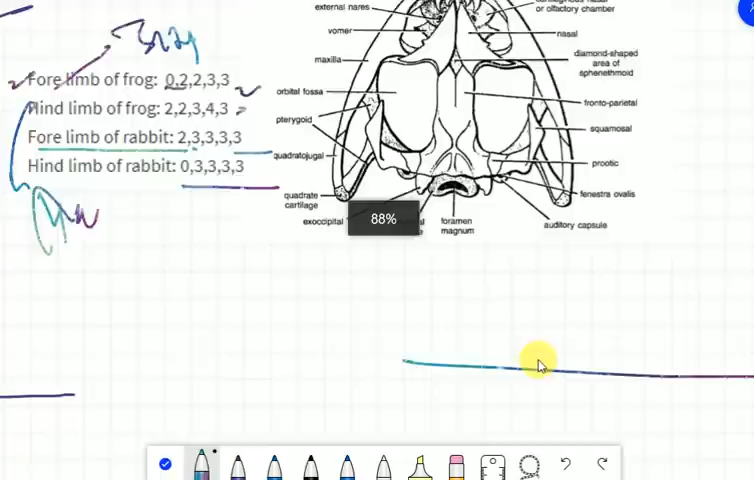 external nares
or olfactory chamber
vomer
nasal
maxilla
diamond-shaped
area of
sphenethmoid
Fore limb of frog: 0,2,2,3,3
Hind limb of frog: 2,2,3,4,3
Fore limb of rabbit: 2,3,3,3,3
Hind limb of rabbit: 0,3,3,3,3
orbital fossa
fronto-parietal
pterygoid
squamosal
quadratojugal
prootic
quadrate
cartilage
fenestra ovalis
exoccipital
foramen
magnum
auditory capsule
88%